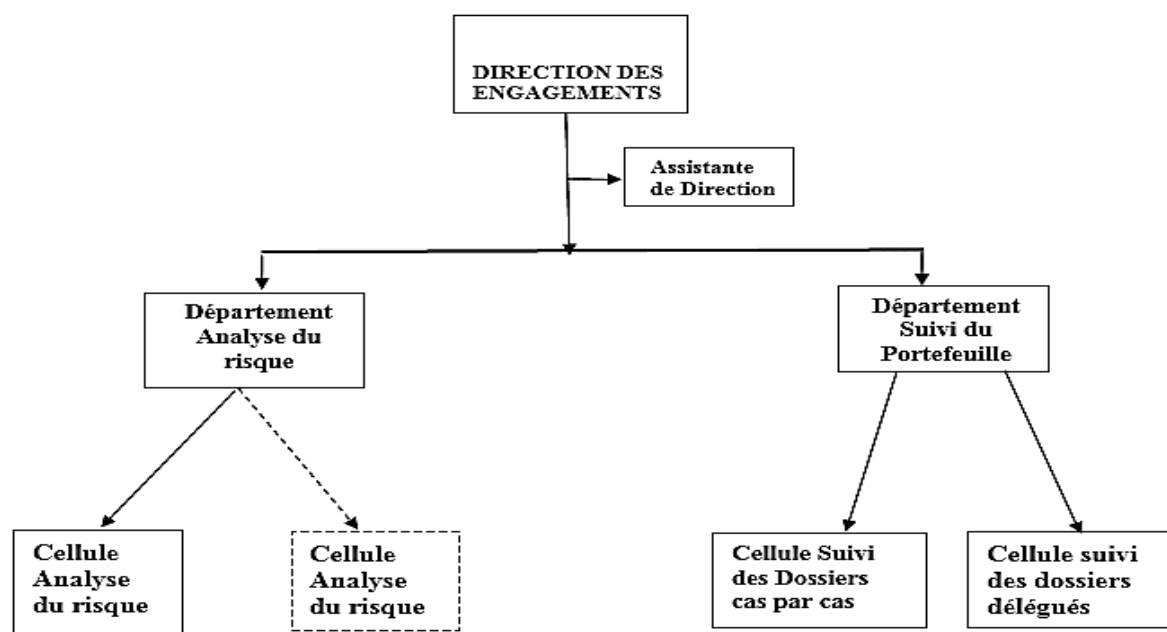 DIRECTION DES
ENGAGEMENTS
Assistante
de Direction
Département
Analyse du
risque
Département
Suivi du
Portefeuille
Cellule
Analyse
du risque
Cellule
Analyse
du risque
Cellule Suivi
des Dossiers
cas par cas
Cellule suivi
des dossiers
délégués